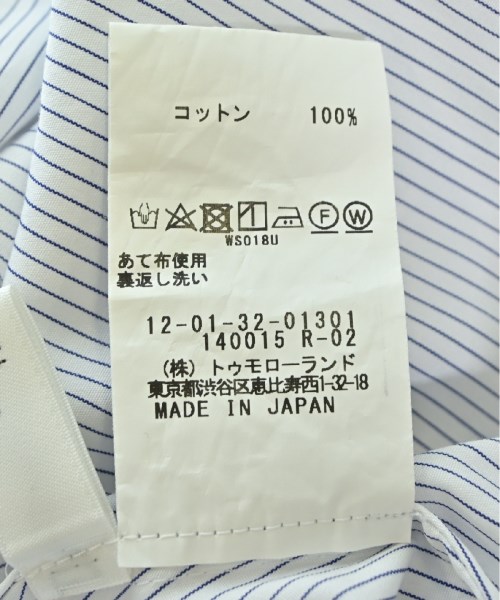 コットン 100%
F W
WS018U
あて布使用
裏返し洗い
12-01-32-01301
140015 R-02
(株) トゥモローランド
東京都渋谷区恵比寿西1-32-18
MADE IN JAPAN